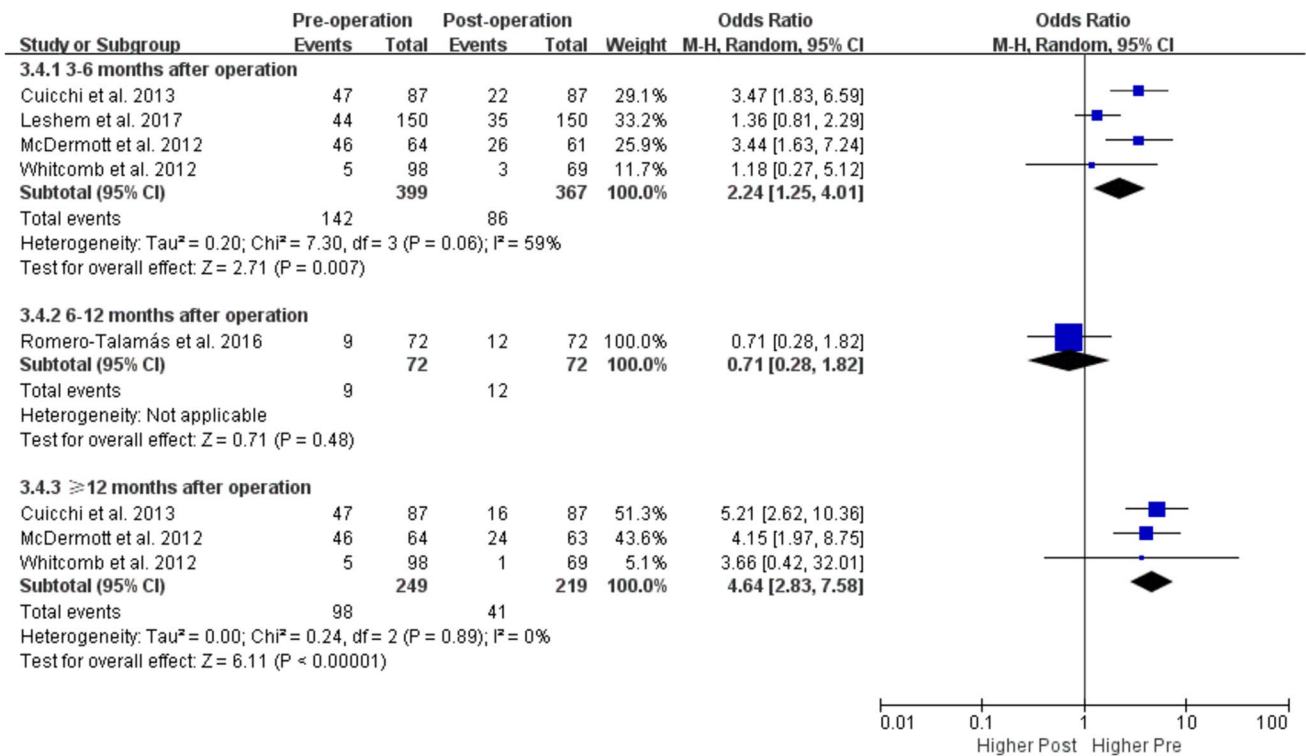 Pre-operation Post-operation Odds Ratio Odds Ratio
Study or Subgroup Events Total Events Total Weight M-H, Random, 95% CI M-H, Random, 95% CI
3.4.1 3-6 months after operation
Cuicchi et al. 2013 47 87 22 87 29.1% 3.47 [1.83, 6.59]
Leshem et al. 2017 44 150 35 150 33.2% 1.36 [0.81, 2.29]
McDermott et al. 2012 46 64 26 61 25.9% 3.44 [1.63, 7.24]
Whitcomb et al. 2012 5 98 3 69 11.7% 1.18 [0.27, 5.12]
Subtotal (95% CI) 399 367 100.0% 2.24 [1.25, 4.01]
Total events 142 86
Heterogeneity: Tau² = 0.20; Chi² = 7.30, df = 3 (P = 0.06); I² = 59%
Test for overall effect: Z = 2.71 (P = 0.007)
3.4.2 6-12 months after operation
Romero-Talamás et al. 2016 9 72 12 72 100.0% 0.71 [0.28, 1.82]
Subtotal (95% CI) 72 72 100.0% 0.71 [0.28, 1.82]
Total events 9 12
Heterogeneity: Not applicable
Test for overall effect: Z = 0.71 (P = 0.48)
3.4.3 ≥12 months after operation
Cuicchi et al. 2013 47 87 16 87 51.3% 5.21 [2.62, 10.36]
McDermott et al. 2012 46 64 24 63 43.6% 4.15 [1.97, 8.75]
Whitcomb et al. 2012 5 98 1 69 5.1% 3.66 [0.42, 32.01]
Subtotal (95% CI) 249 219 100.0% 4.64 [2.83, 7.58]
Total events 98 41
Heterogeneity: Tau² = 0.00; Chi² = 0.24, df = 2 (P = 0.89); I² = 0%
Test for overall effect: Z = 6.11 (P < 0.00001)
0.01 0.1 1 10 100
Higher Post Higher Pre